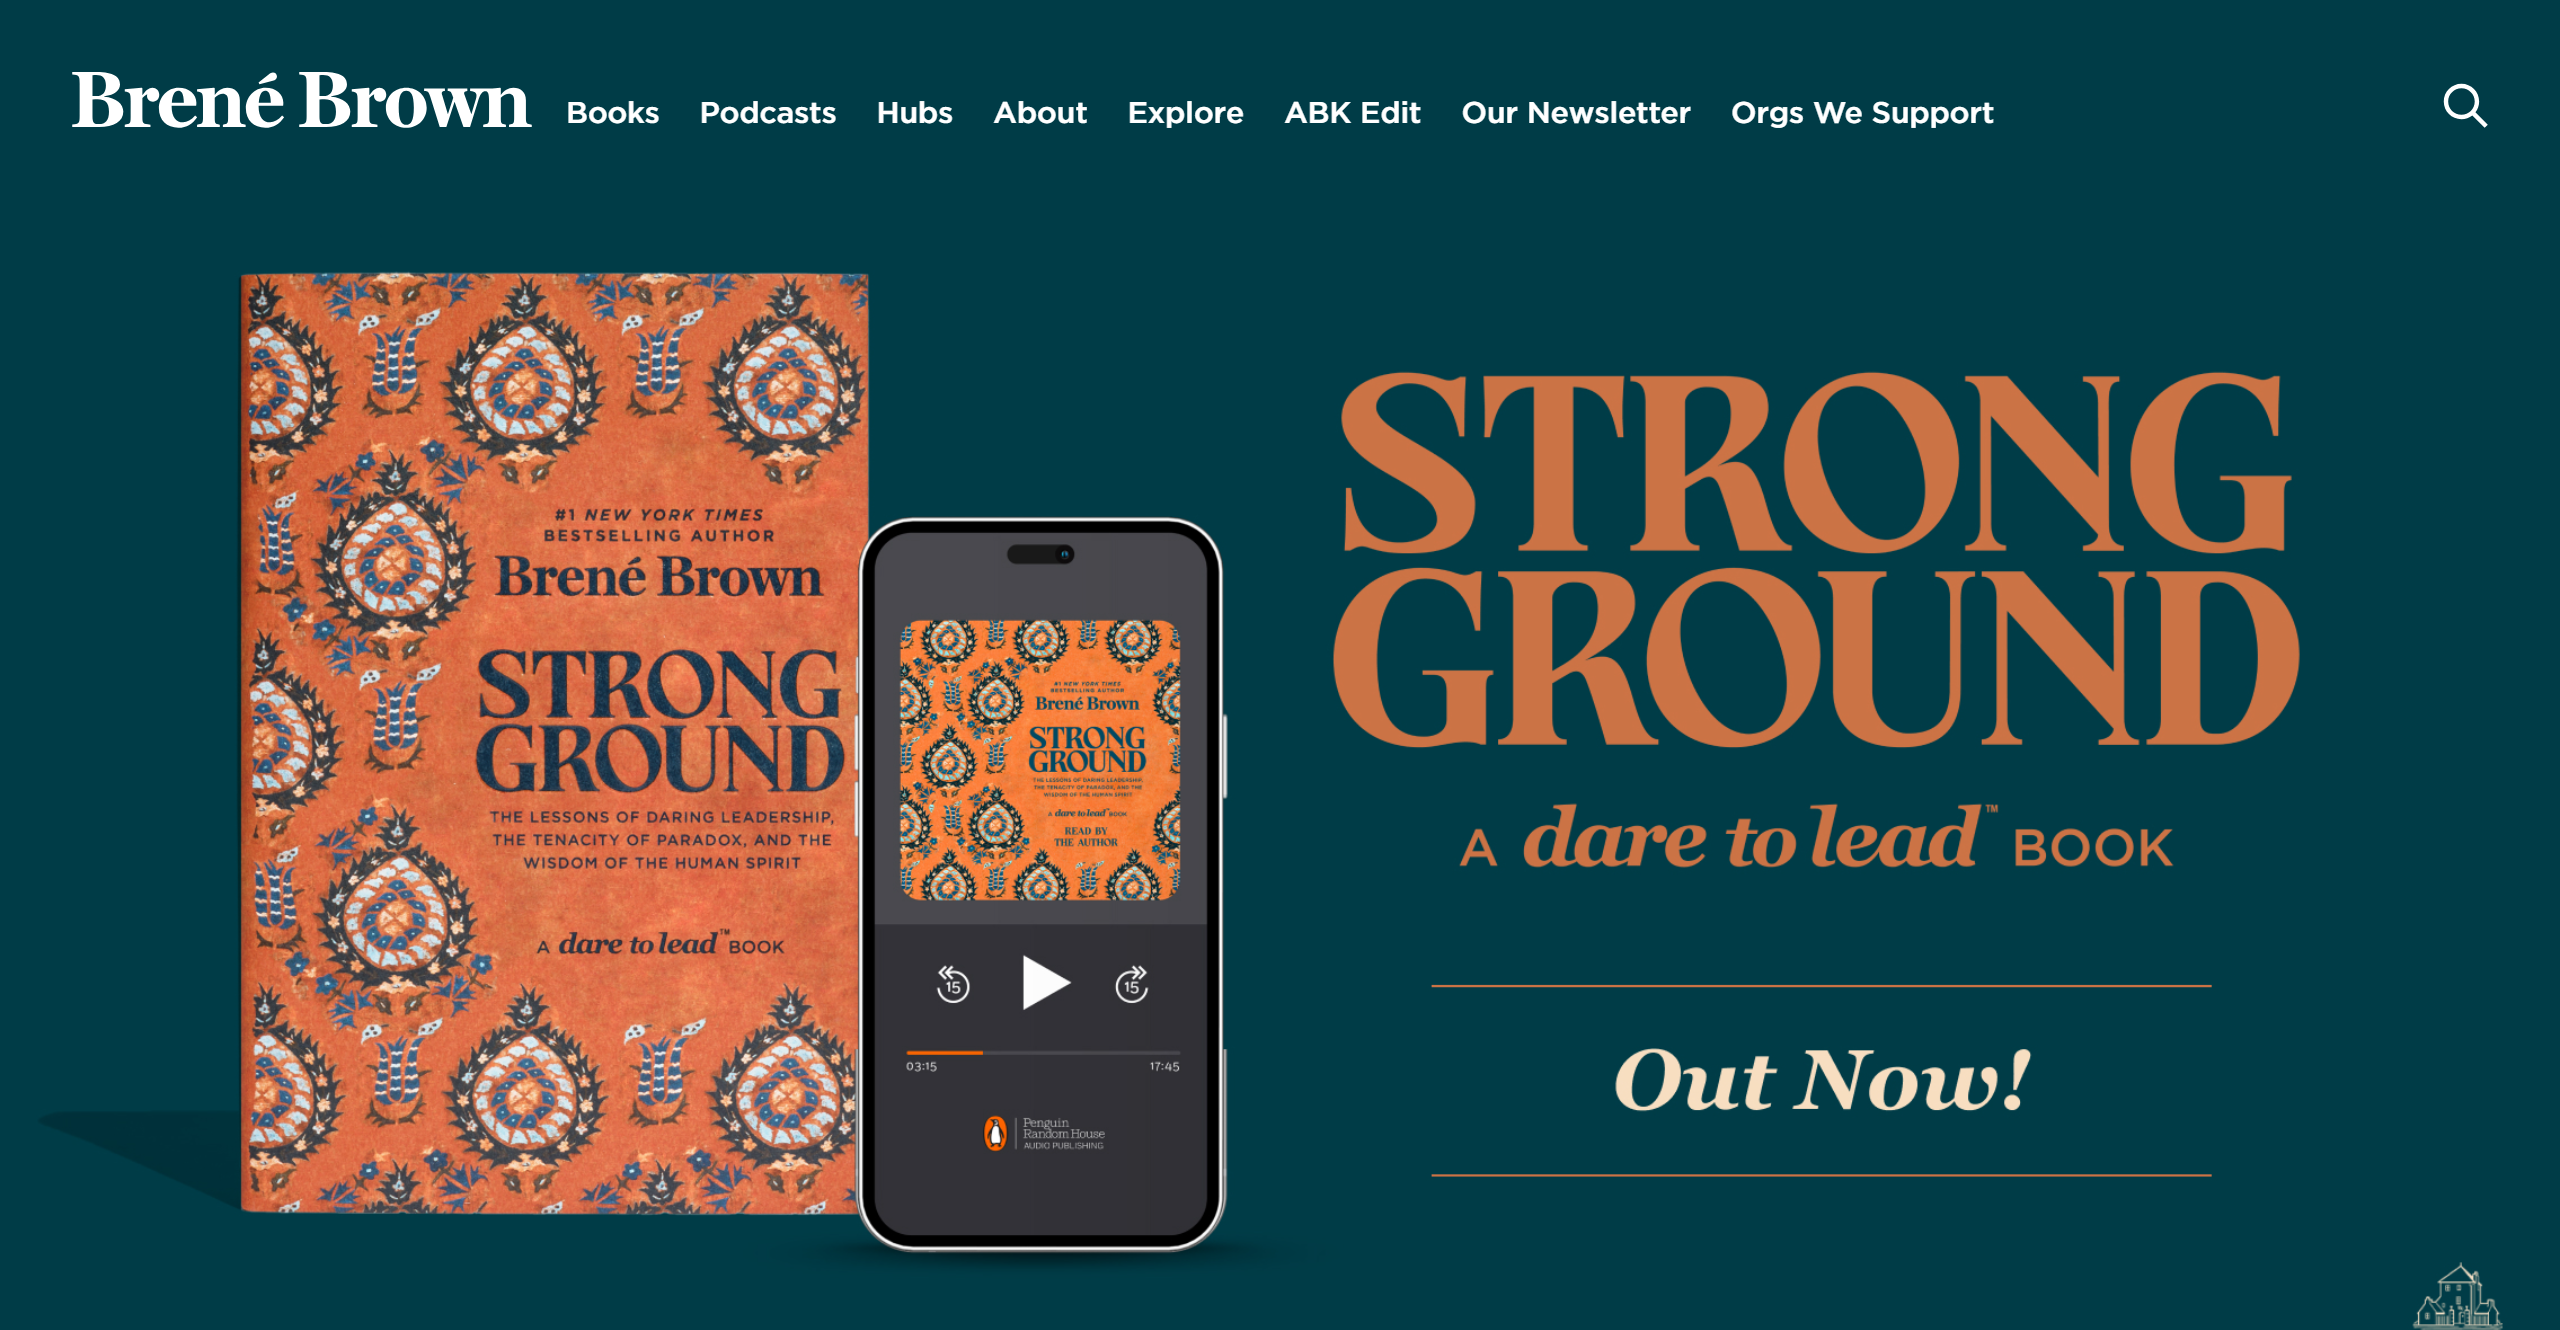 Brené Brown
Books Podcasts Hubs About Explore ABK Edit Our Newsletter Orgs We Support
#1 NEW YORK TIMES
BESTSELLING AUTHOR
Brené Brown
STRONG
GROUND
THE LESSONS OF DARING LEADERSHIP,
THE TENACITY OF PARADOX, AND THE
WISDOM OF THE HUMAN SPIRIT
A dare to lead™ BOOK
#1 NEW YORK TIMES
BESTSELLING AUTHOR
Brené Brown
STRONG
GROUND
THE LESSONS OF DARING LEADERSHIP,
THE TENACITY OF PARADOX, AND THE
WISDOM OF THE HUMAN SPIRIT
A dare to lead™ BOOK
READ BY
THE AUTHOR
15 15
03:15 17:45
Penguin
Random House
AUDIO PUBLISHING
STRONG
GROUND
A dare to lead™ BOOK
Out Now!